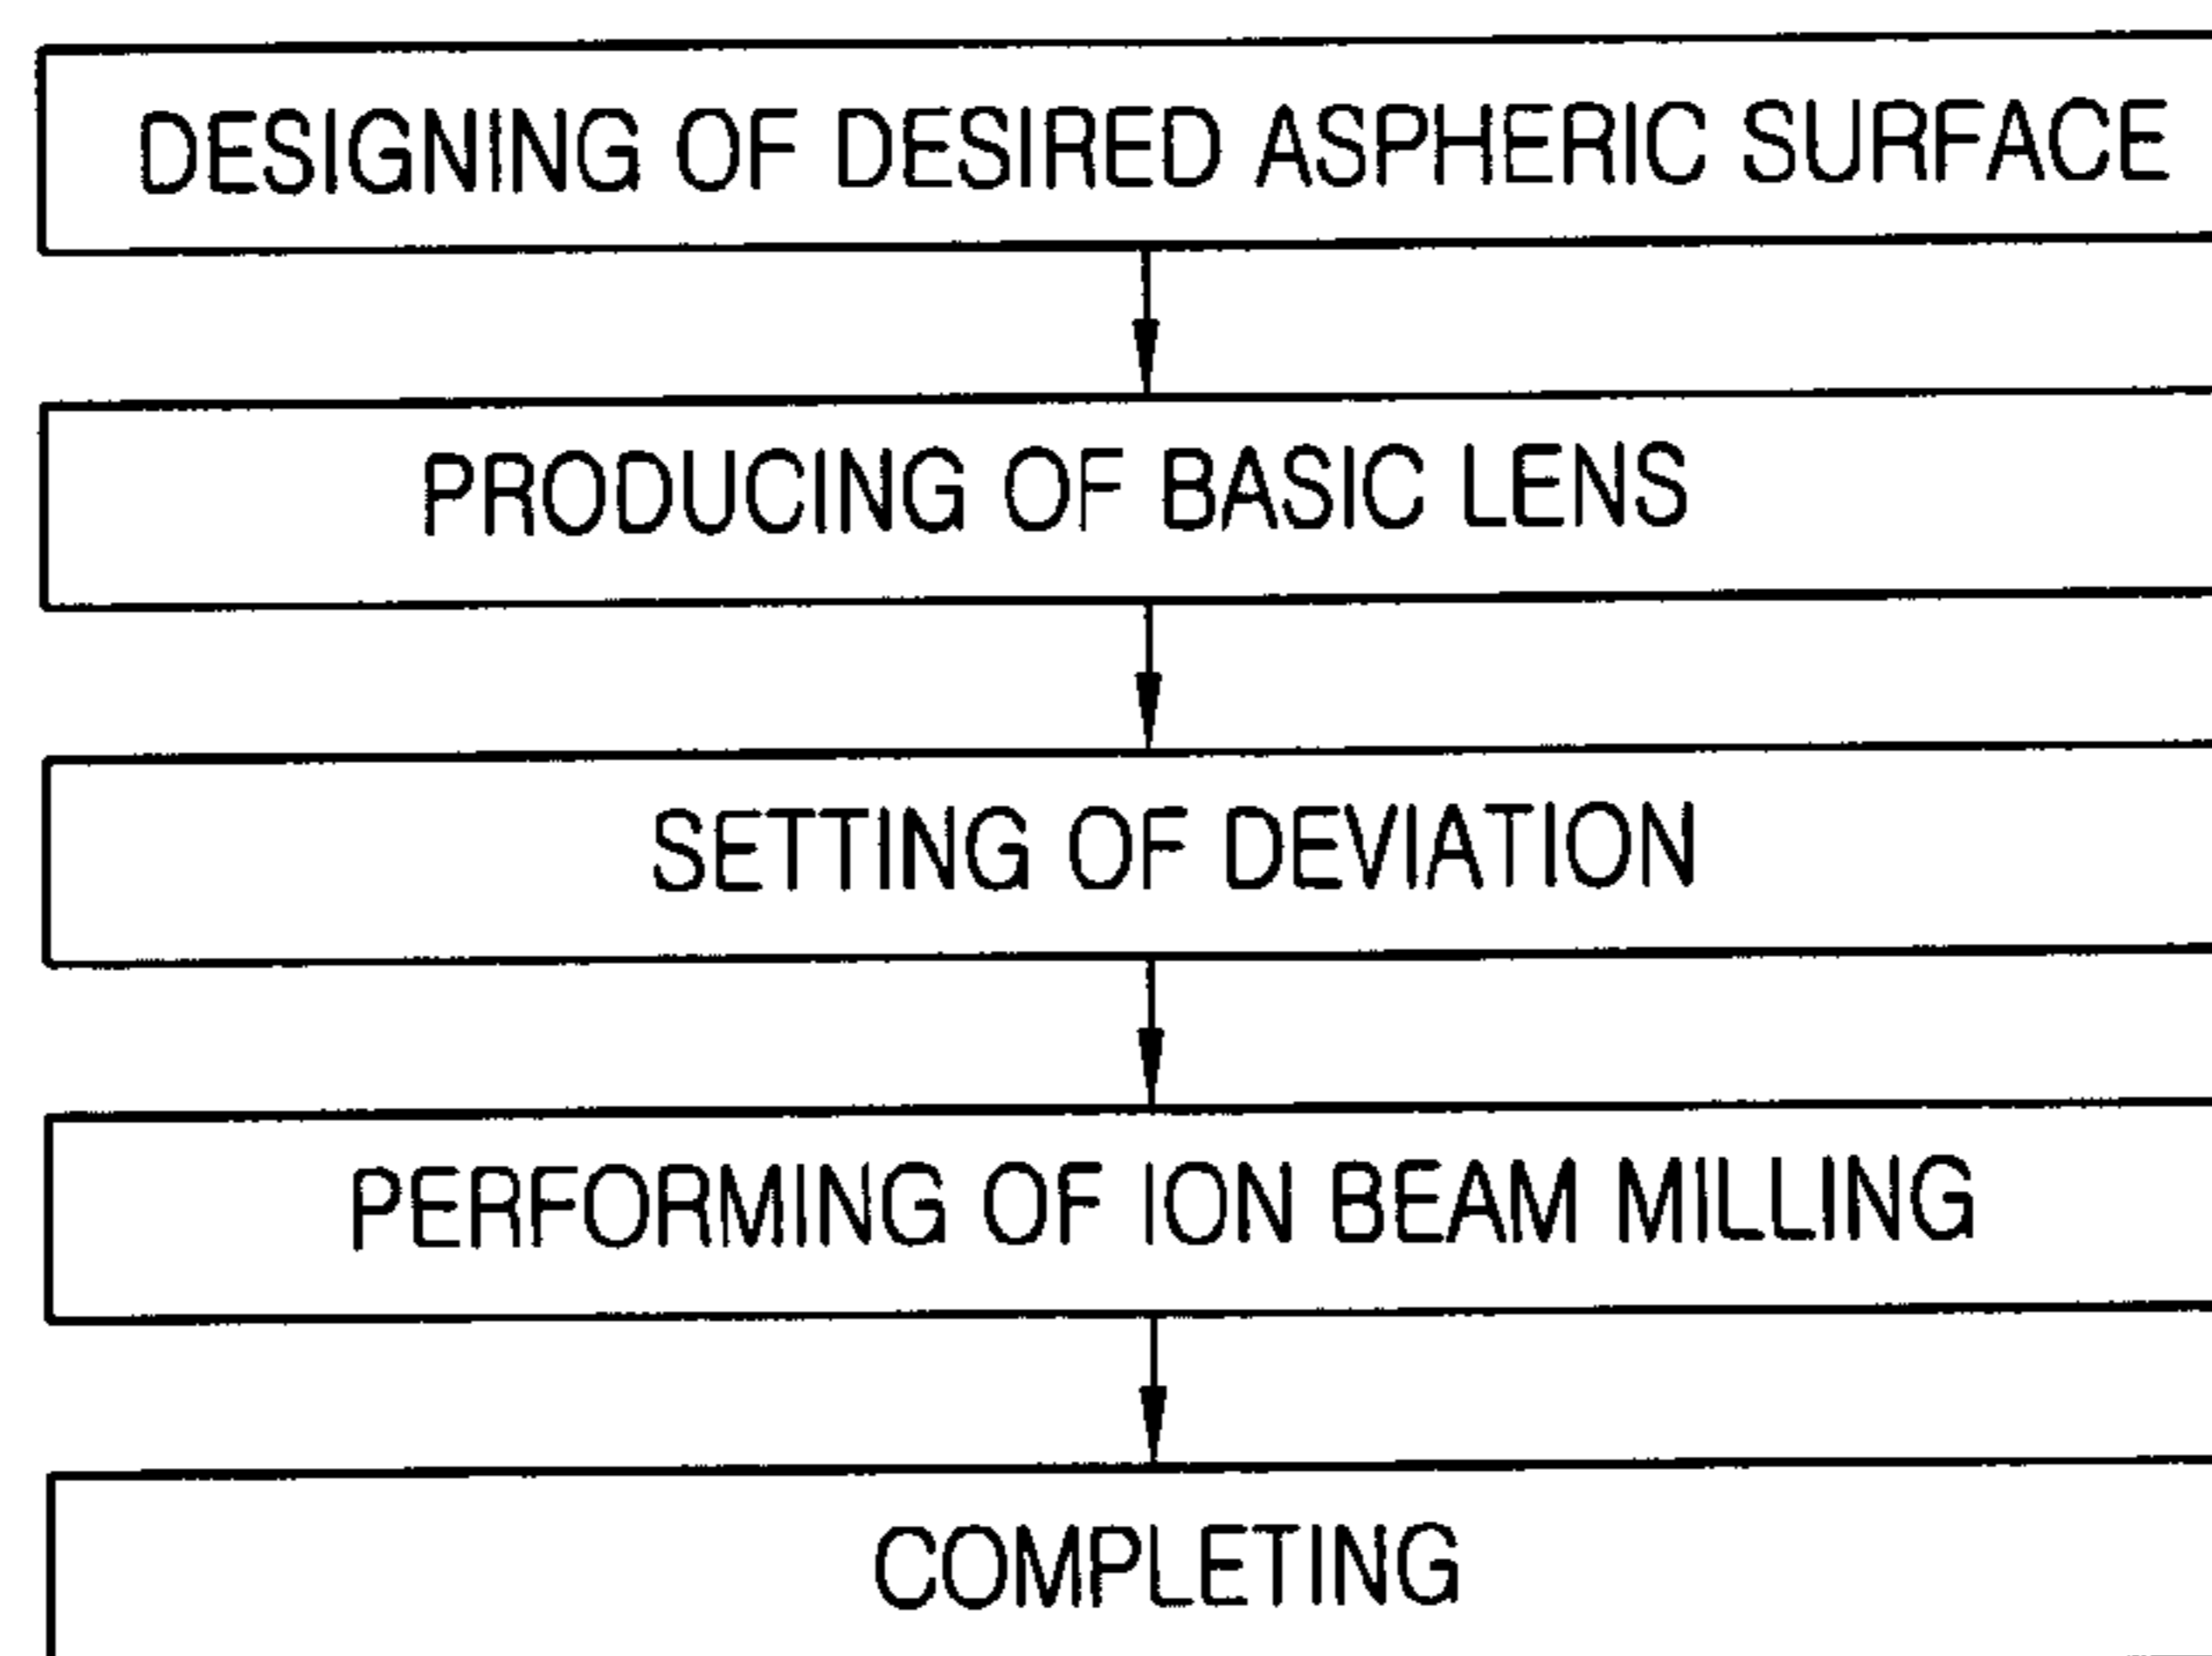 DESIGNING OF DESIRED ASPHERIC SURFACE
PRODUCING OF BASIC LENS
SETTING OF DEVIATION
PERFORMING OF ION BEAM MILLING
COMPLETING